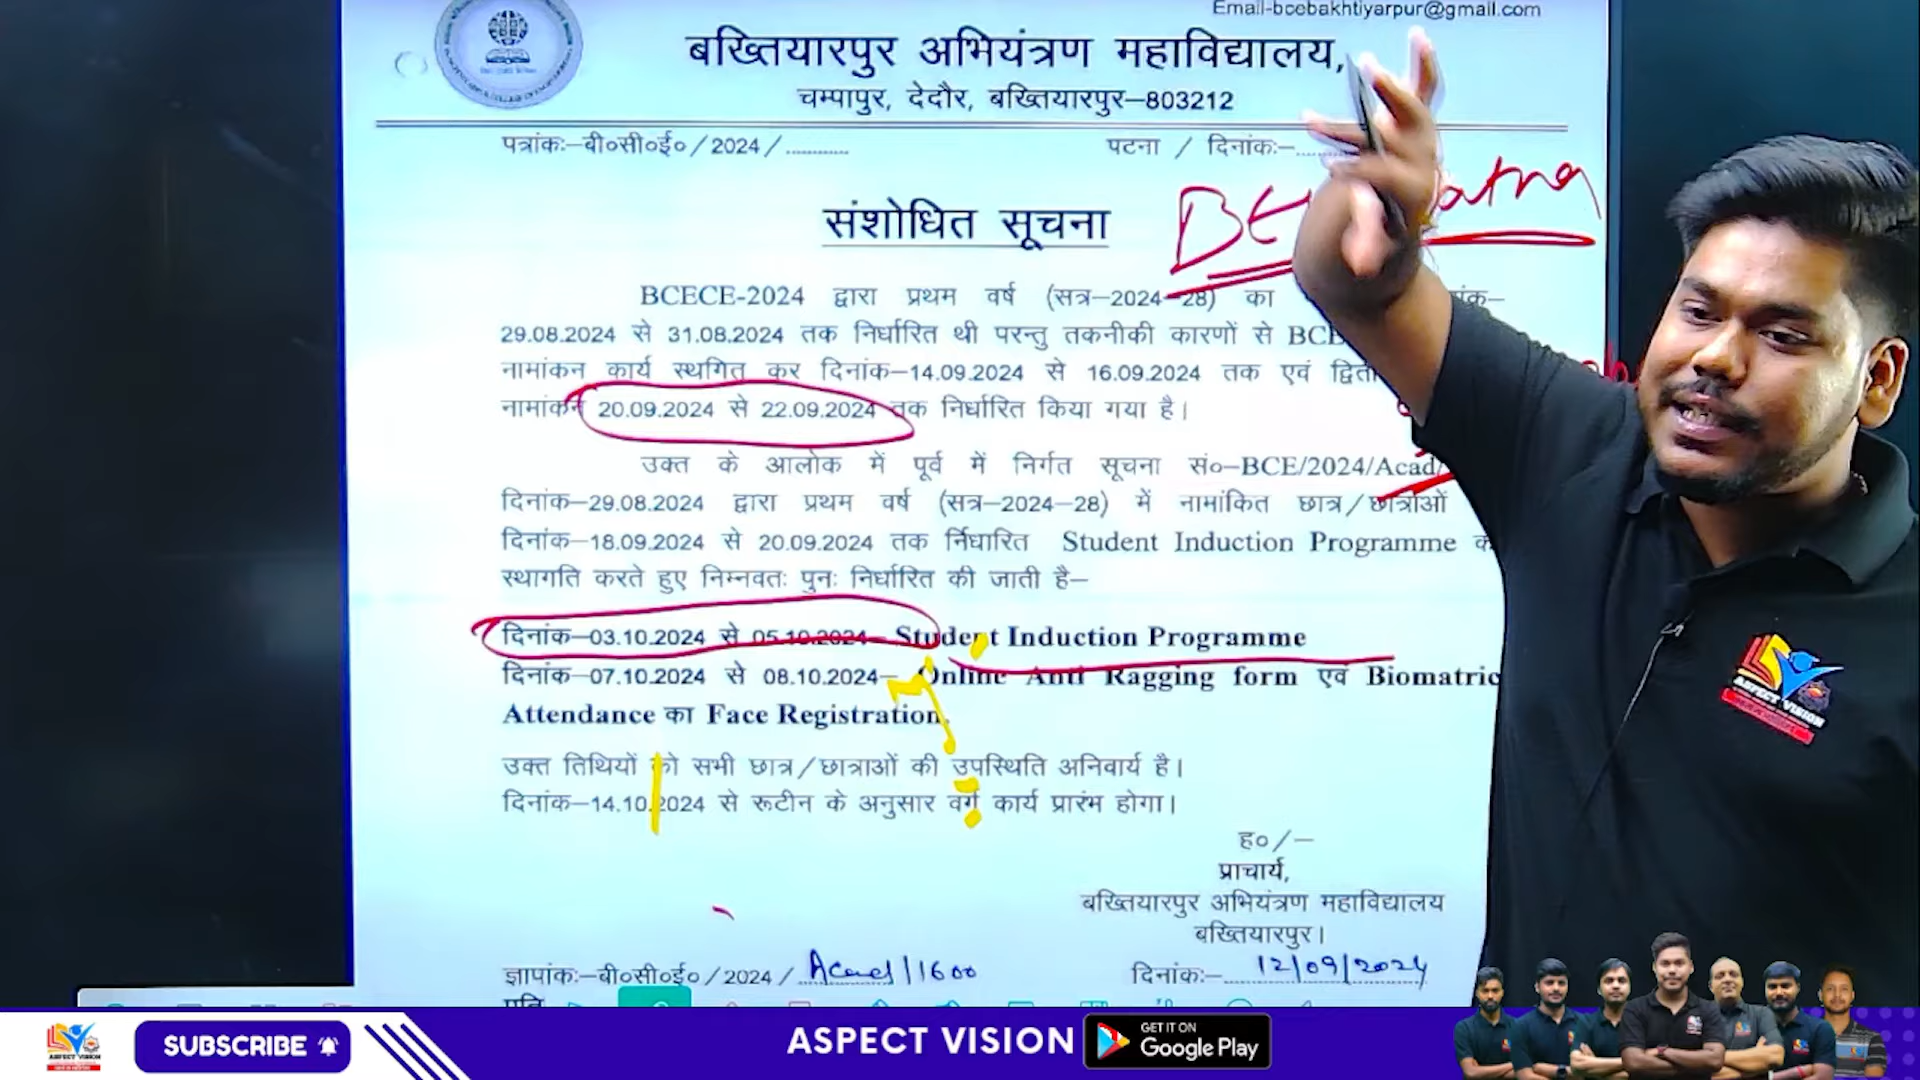 Email-bcebakhtiyarpur@gmail.com
बख्तियारपुर अभियंत्रण महाविद्यालय,
चम्पापुर, देदौर, बख्तियारपुर–803212
पत्रांकः–बी०सी०ई० / 2024 / ..............
पटना / दिनांकः–..........
संशोधित सूचना
BCECE-2024 द्वारा प्रथम वर्ष (सत्र–2024–28) का
29.08.2024 से 31.08.2024 तक निर्धारित थी परन्तु तकनीकी कारणों से
नामांकन कार्य स्थगित कर दिनांक–14.09.2024 से 16.09.2024 तक एवं
नामांकन 20.09.2024 से 22.09.2024 तक निर्धारित किया गया है।
उक्त के आलोक में पूर्व में निर्गत सूचना सं०–BCE/2024/Acad/
दिनांक–29.08.2024 द्वारा प्रथम वर्ष (सत्र–2024–28) में नामांकित छात्र/छात्राओं
दिनांक–18.09.2024 से 20.09.2024 तक र्निधारित Student Induction Programme
स्थागति करते हुए निम्नवतः पुनः निर्धारित की जाती है–
दिनांक–03.10.2024 से 05.10.2024– Student Induction Programme
दिनांक–07.10.2024 से 08.10.2024– Online Anti Ragging form एवं Biomatric
Attendance का Face Registration.
उक्त तिथियों को सभी छात्र/छात्राओं की उपस्थिति अनिवार्य है।
दिनांक–14.10.2024 से रूटीन के अनुसार वर्ग कार्य प्रारंभ होगा।
ह० /–
प्राचार्य,
बख्तियारपुर अभियंत्रण महाविद्यालय
बख्तियारपुर।
ज्ञापांकः–बी०सी०ई० / 2024 / Acad/1600
दिनांकः– 12/09/2024
ASPECT VISION
SUBSCRIBE
ASPECT VISION
GET IT ON
Google Play
ASPECT VISION